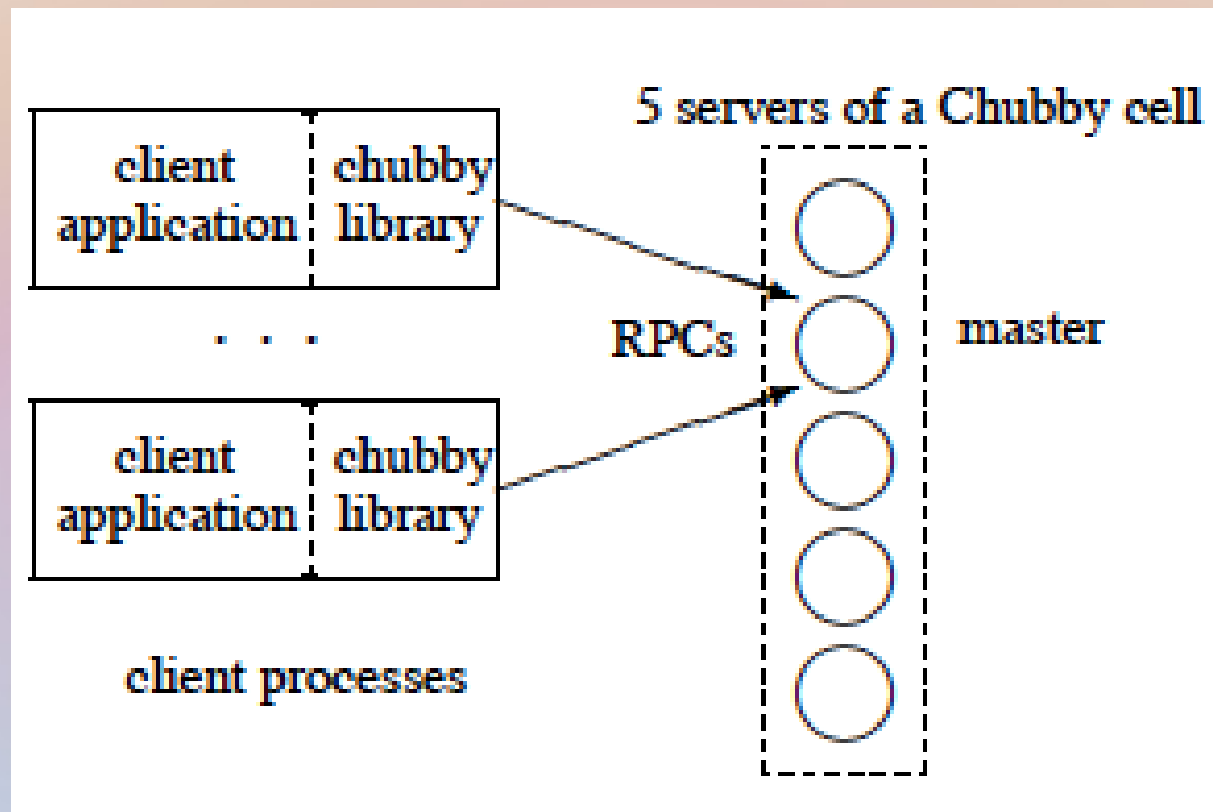 5 servers of a Chubby cell
client
application
chubby
library
. . .
RPCs
master
client
application
chubby
library
client processes